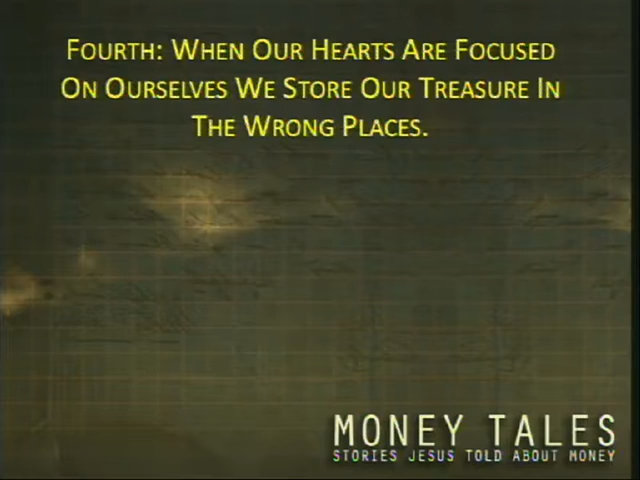 FOURTH: WHEN OUR HEARTS ARE FOCUSED
ON OURSELVES WE STORE OUR TREASURE IN
THE WRONG PLACES.
MONEY TALES
STORIES JESUS TOLD ABOUT MONEY